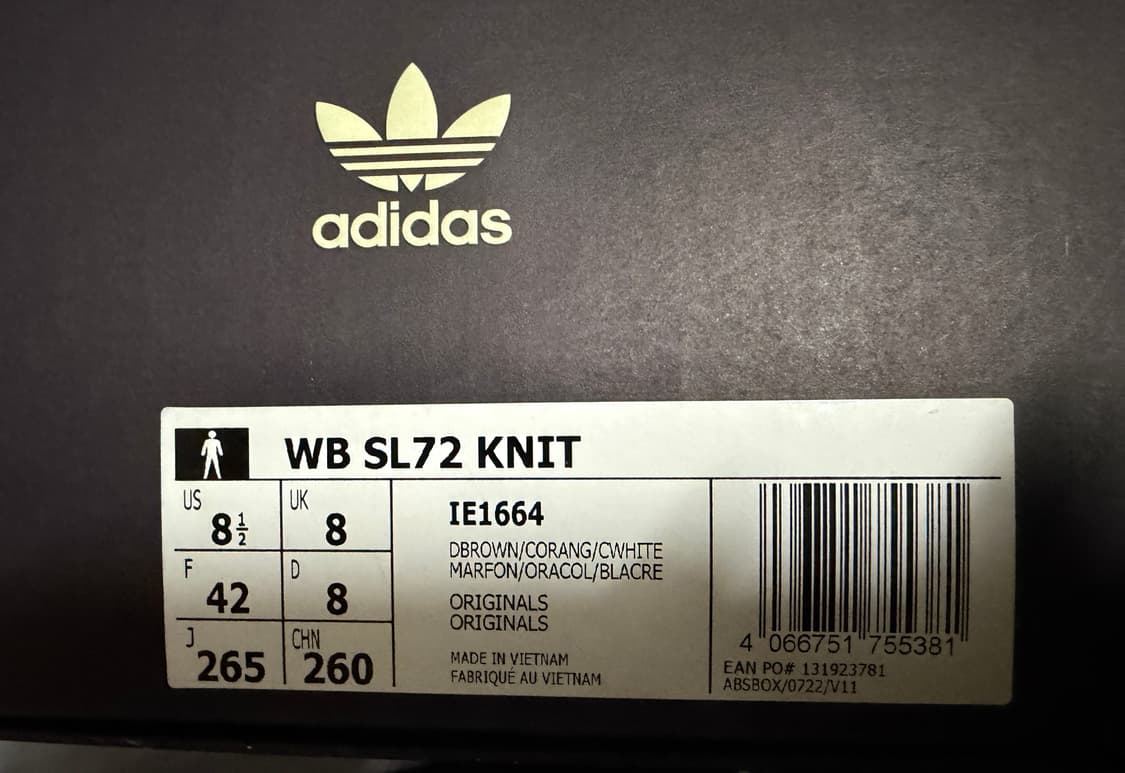 adidas
WB SL72 KNIT
US 8½
UK 8
F 42
D 8
J 265
CHN 260
IE1664
DBROWN/CORANG/CWHITE
MARFON/ORACOL/BLACRE
ORIGINALS
ORIGINALS
MADE IN VIETNAM
FABRIQUÉ AU VIETNAM
4 066751 755381
EAN PO# 131923781
ABSBOX/0722/V11